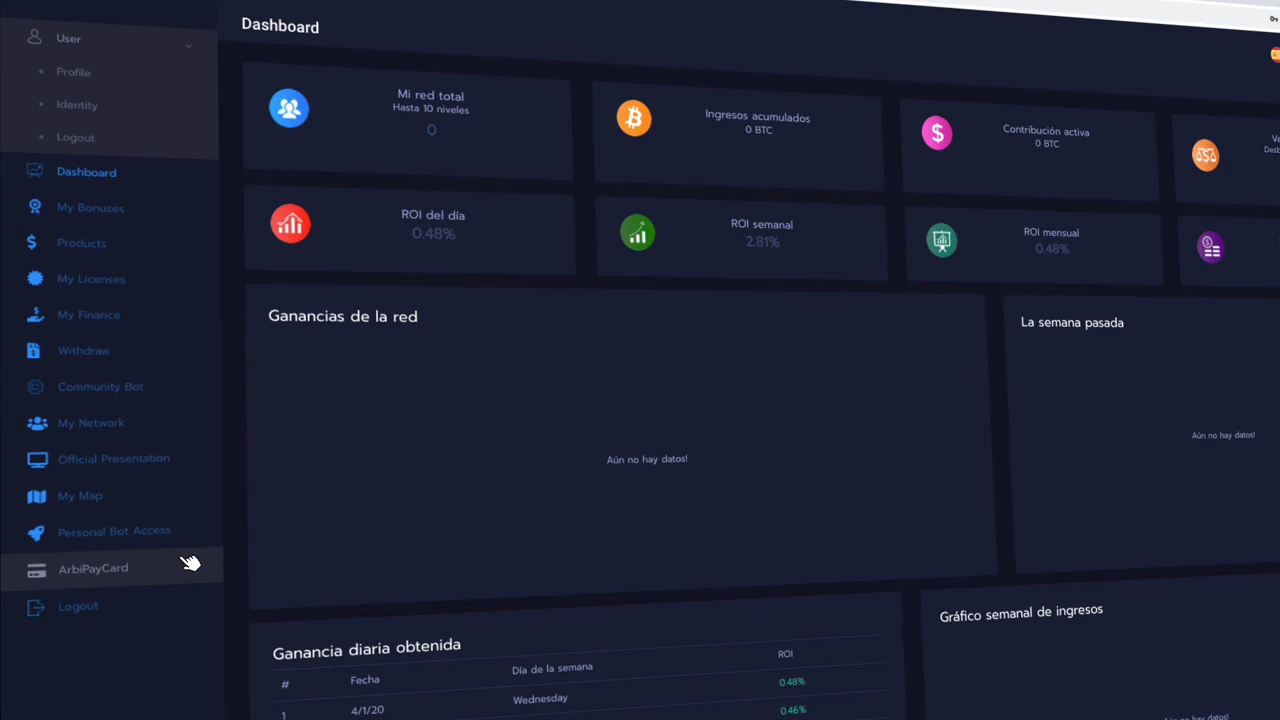 User
Profile
Identity
Logout
Dashboard
My Bonuses
Products
My Licenses
My Finance
Withdraw
Community Bot
My Network
Official Presentation
My Map
Personal Bot Access
ArbiPayCard
Logout
Dashboard
Mi red total
Hasta 10 niveles
0
Ingresos acumulados
0 BTC
Contribución activa
0 BTC
ROI del día
0.48%
ROI semanal
2.81%
ROI mensual
0.48%
Ganancias de la red
Aún no hay datos!
La semana pasada
Aún no hay datos!
Ganancia diaria obtenida
# Fecha Día de la semana ROI
0.48%
1 4/1/20 Wednesday
0.46%
Gráfico semanal de ingresos